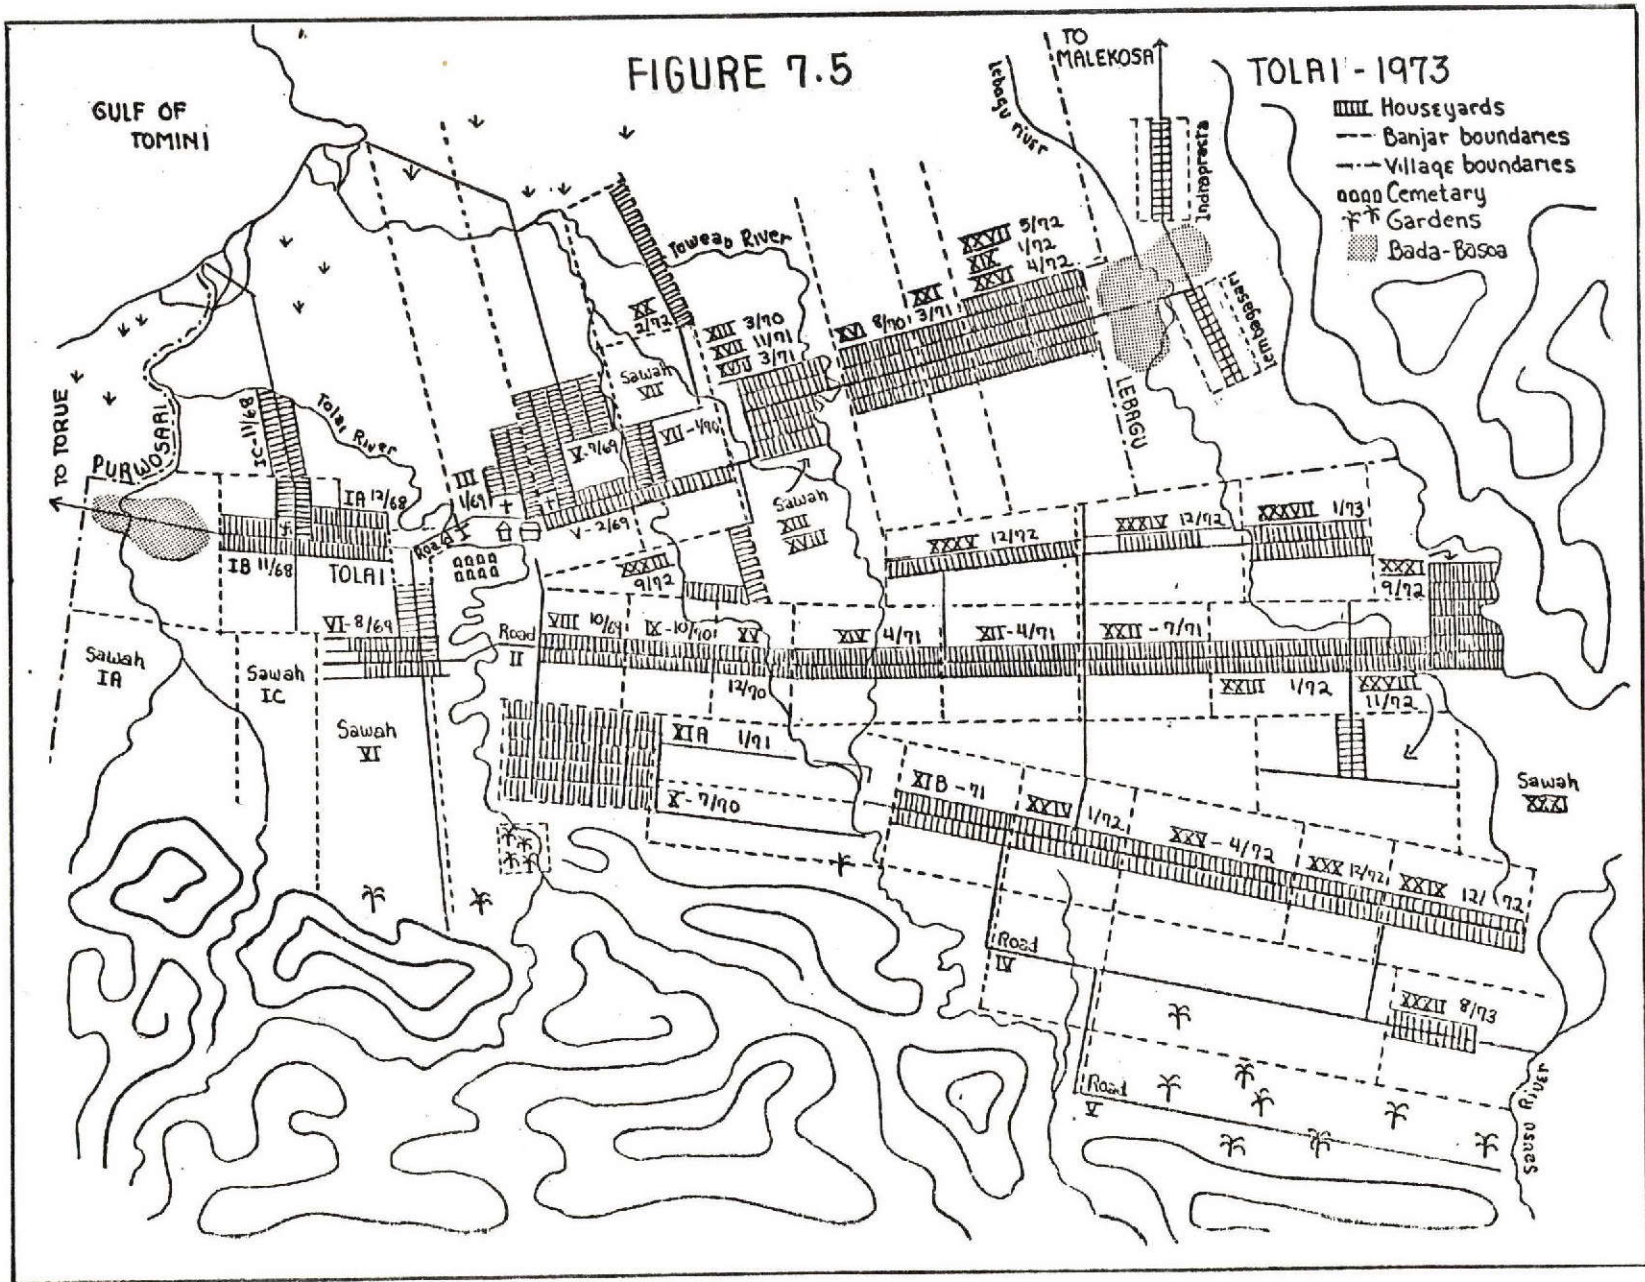 FIGURE 7.5
TOLAI - 1973
Houseyards
Banjar boundaries
Village boundaries
Cemetary
Gardens
Bada-Basoa
GULF OF
TOMINI
TO
MALEKOSA
Lebagu River
Indraprasta
Towead River
XXVII 5/72
XIX 1/72
XXVI 4/72
XXI
3/71
XVI 8/70
XX
2/72
XIII 3/70
XVII 11/71
XVIII 3/71
Sawah
VII
LEBAGU
TO TORUE
PURWOSARI
IC-11/68
Tolai River
III
1/69
V-7/69
VII-4/70
IA 12/68
IB 11/68
TOLAI
Road I
V-2/69
Sawah
XIII
XVIII
XXXIII
9/72
XXXV 12/72
XXXIV 12/72
XXXVII 1/73
XXXI
9/72
VI-8/69
Road
II
VIII 10/69
IX-10/70
XV
12/70
XIV 4/71
XII-4/71
XXII-7/71
XXIII 1/72
XXVIII
11/72
Sawah
IA
Sawah
IC
Sawah
VI
XIA 1/71
X-7/70
XIB-71
XXIV 1/72
XXV-4/72
XXX 12/72
XXIX 12/72
Sawah
XXXI
Road
IV
XXXII 8/73
Road
V
Sausu River